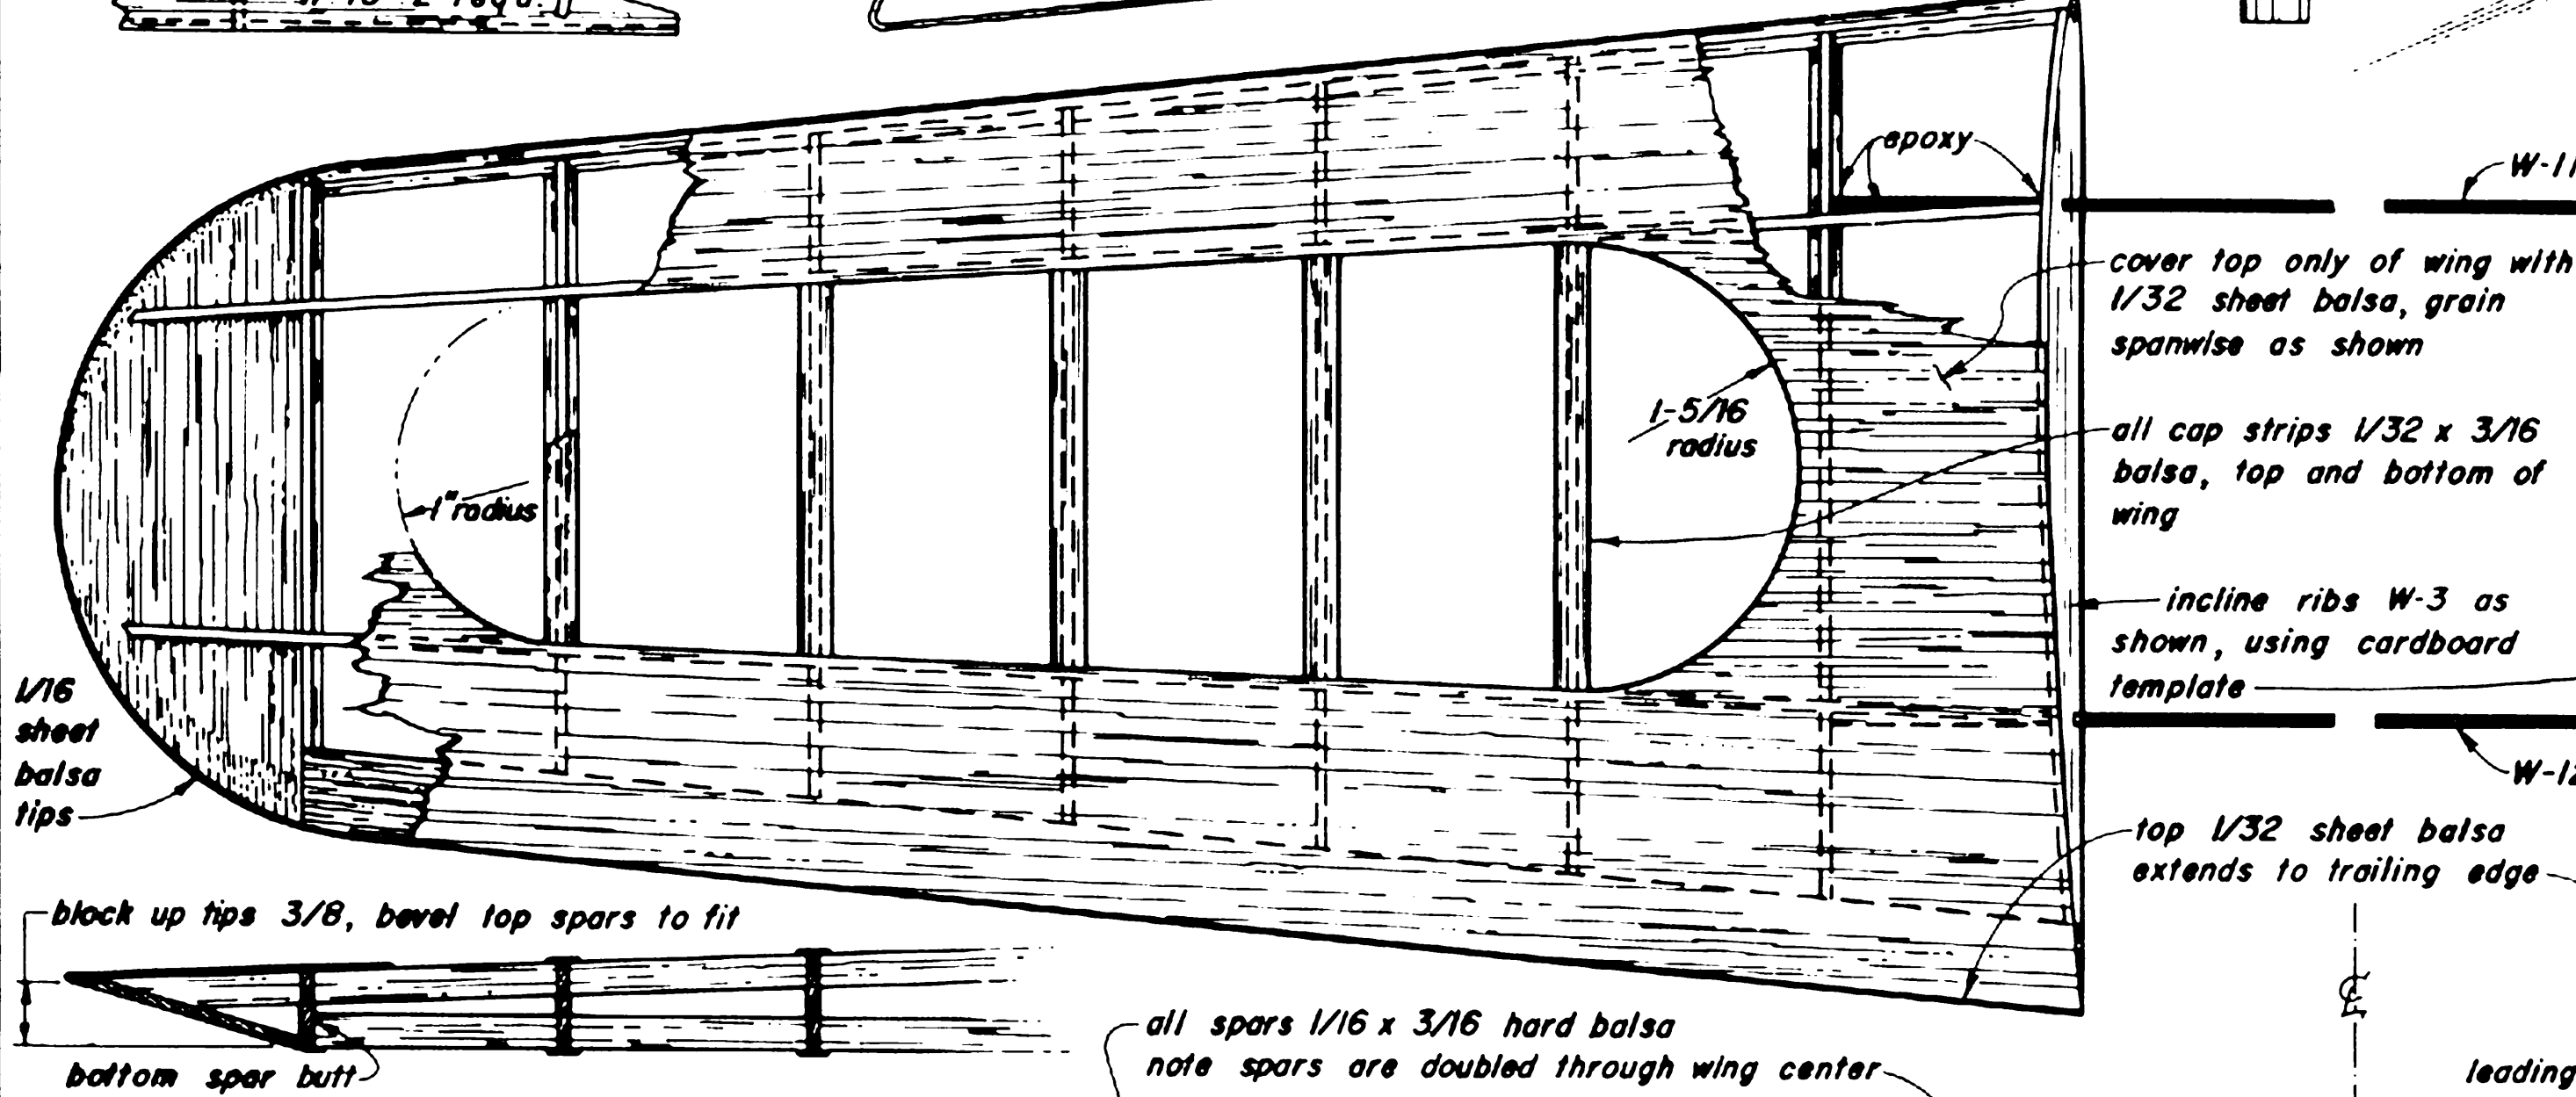 2 reqd.
epoxy
W-11
cover top only of wing with
1/32 sheet balsa, grain
spanwise as shown
1-5/16
radius
all cap strips 1/32 x 3/16
balsa, top and bottom of
wing
1" radius
incline ribs W-3 as
shown, using cardboard
template
1/16
sheet
balsa
tips
W-12
top 1/32 sheet balsa
extends to trailing edge
block up tips 3/8, bevel top spars to fit
℄
all spars 1/16 x 3/16 hard balsa
note spars are doubled through wing center
bottom spar butt
leading